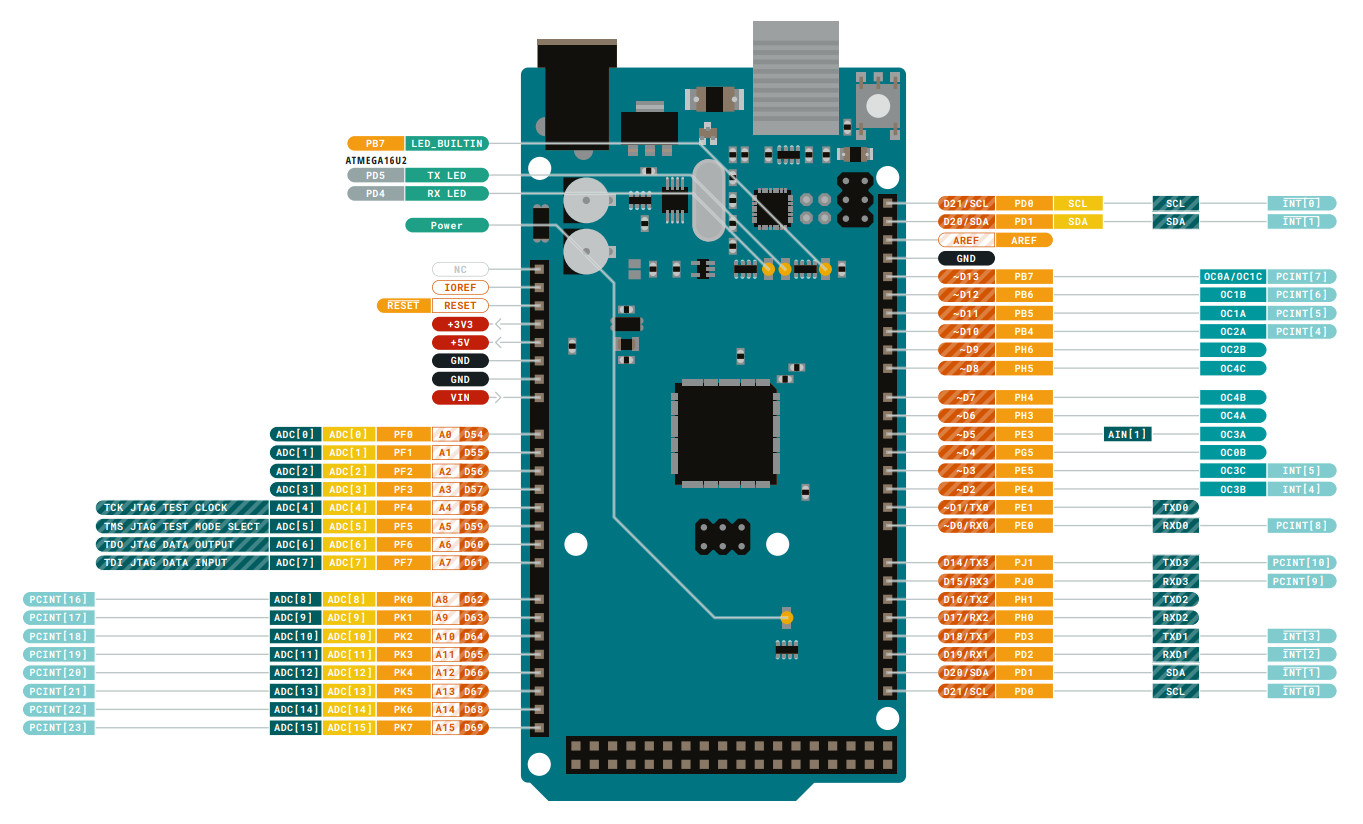 PB7 LED_BUILTIN
ATMEGA16U2
PD5 TX LED
PD4 RX LED
Power
NC
IOREF
RESET RESET
+3V3
+5V
GND
GND
VIN
ADC[0] ADC[0] PF0 A0 D54
ADC[1] ADC[1] PF1 A1 D55
ADC[2] ADC[2] PF2 A2 D56
ADC[3] ADC[3] PF3 A3 D57
TCK JTAG TEST CLOCK ADC[4] ADC[4] PF4 A4 D58
TMS JTAG TEST MODE SLECT ADC[5] ADC[5] PF5 A5 D59
TDO JTAG DATA OUTPUT ADC[6] ADC[6] PF6 A6 D60
TDI JTAG DATA INPUT ADC[7] ADC[7] PF7 A7 D61
PCINT[16] ADC[8] ADC[8] PK0 A8 D62
PCINT[17] ADC[9] ADC[9] PK1 A9 D63
PCINT[18] ADC[10] ADC[10] PK2 A10 D64
PCINT[19] ADC[11] ADC[11] PK3 A11 D65
PCINT[20] ADC[12] ADC[12] PK4 A12 D66
PCINT[21] ADC[13] ADC[13] PK5 A13 D67
PCINT[22] ADC[14] ADC[14] PK6 A14 D68
PCINT[23] ADC[15] ADC[15] PK7 A15 D69
D21/SCL PD0 SCL SCL INT[0]
D20/SDA PD1 SDA SDA INT[1]
AREF AREF
GND
~D13 PB7 OC0A/OC1C PCINT[7]
~D12 PB6 OC1B PCINT[6]
~D11 PB5 OC1A PCINT[5]
~D10 PB4 OC2A PCINT[4]
~D9 PH6 OC2B
~D8 PH5 OC4C
~D7 PH4 OC4B
~D6 PH3 OC4A
~D5 PE3 AIN[1] OC3A
~D4 PG5 OC0B
~D3 PE5 OC3C INT[5]
~D2 PE4 OC3B INT[4]
~D1/TX0 PE1 TXD0
~D0/RX0 PE0 RXD0 PCINT[8]
D14/TX3 PJ1 TXD3 PCINT[10]
D15/RX3 PJ0 RXD3 PCINT[9]
D16/TX2 PH1 TXD2
D17/RX2 PH0 RXD2
D18/TX1 PD3 TXD1 INT[3]
D19/RX1 PD2 RXD1 INT[2]
D20/SDA PD1 SDA INT[1]
D21/SCL PD0 SCL INT[0]